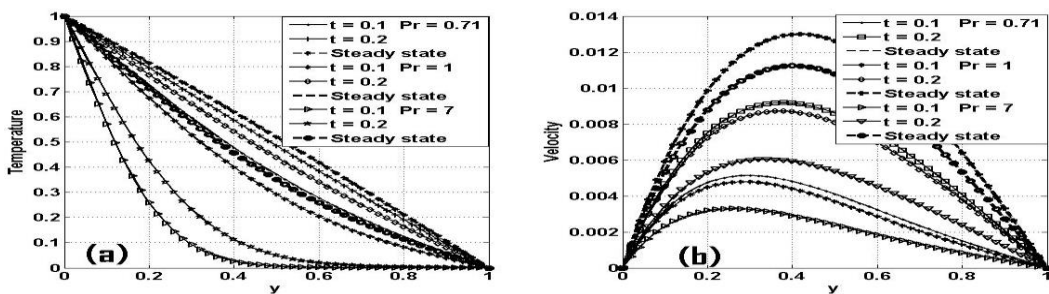 1
0.9
0.8
0.7
0.6
0.5
0.4
0.3
0.2
0.1
0
Temperature
0
0.2
0.4
0.6
0.8
1
y
(a)
t = 0.1 Pr = 0.71
t = 0.2
Steady state
t = 0.1 Pr = 1
t = 0.2
Steady state
t = 0.1 Pr = 7
t = 0.2
Steady state
0.014
0.012
0.01
0.008
0.006
0.004
0.002
0
Velocity
0
0.2
0.4
0.6
0.8
1
y
(b)
t = 0.1 Pr = 0.71
t = 0.2
Steady state
t = 0.1 Pr = 1
t = 0.2
Steady state
t = 0.1 Pr = 7
t = 0.2
Steady state